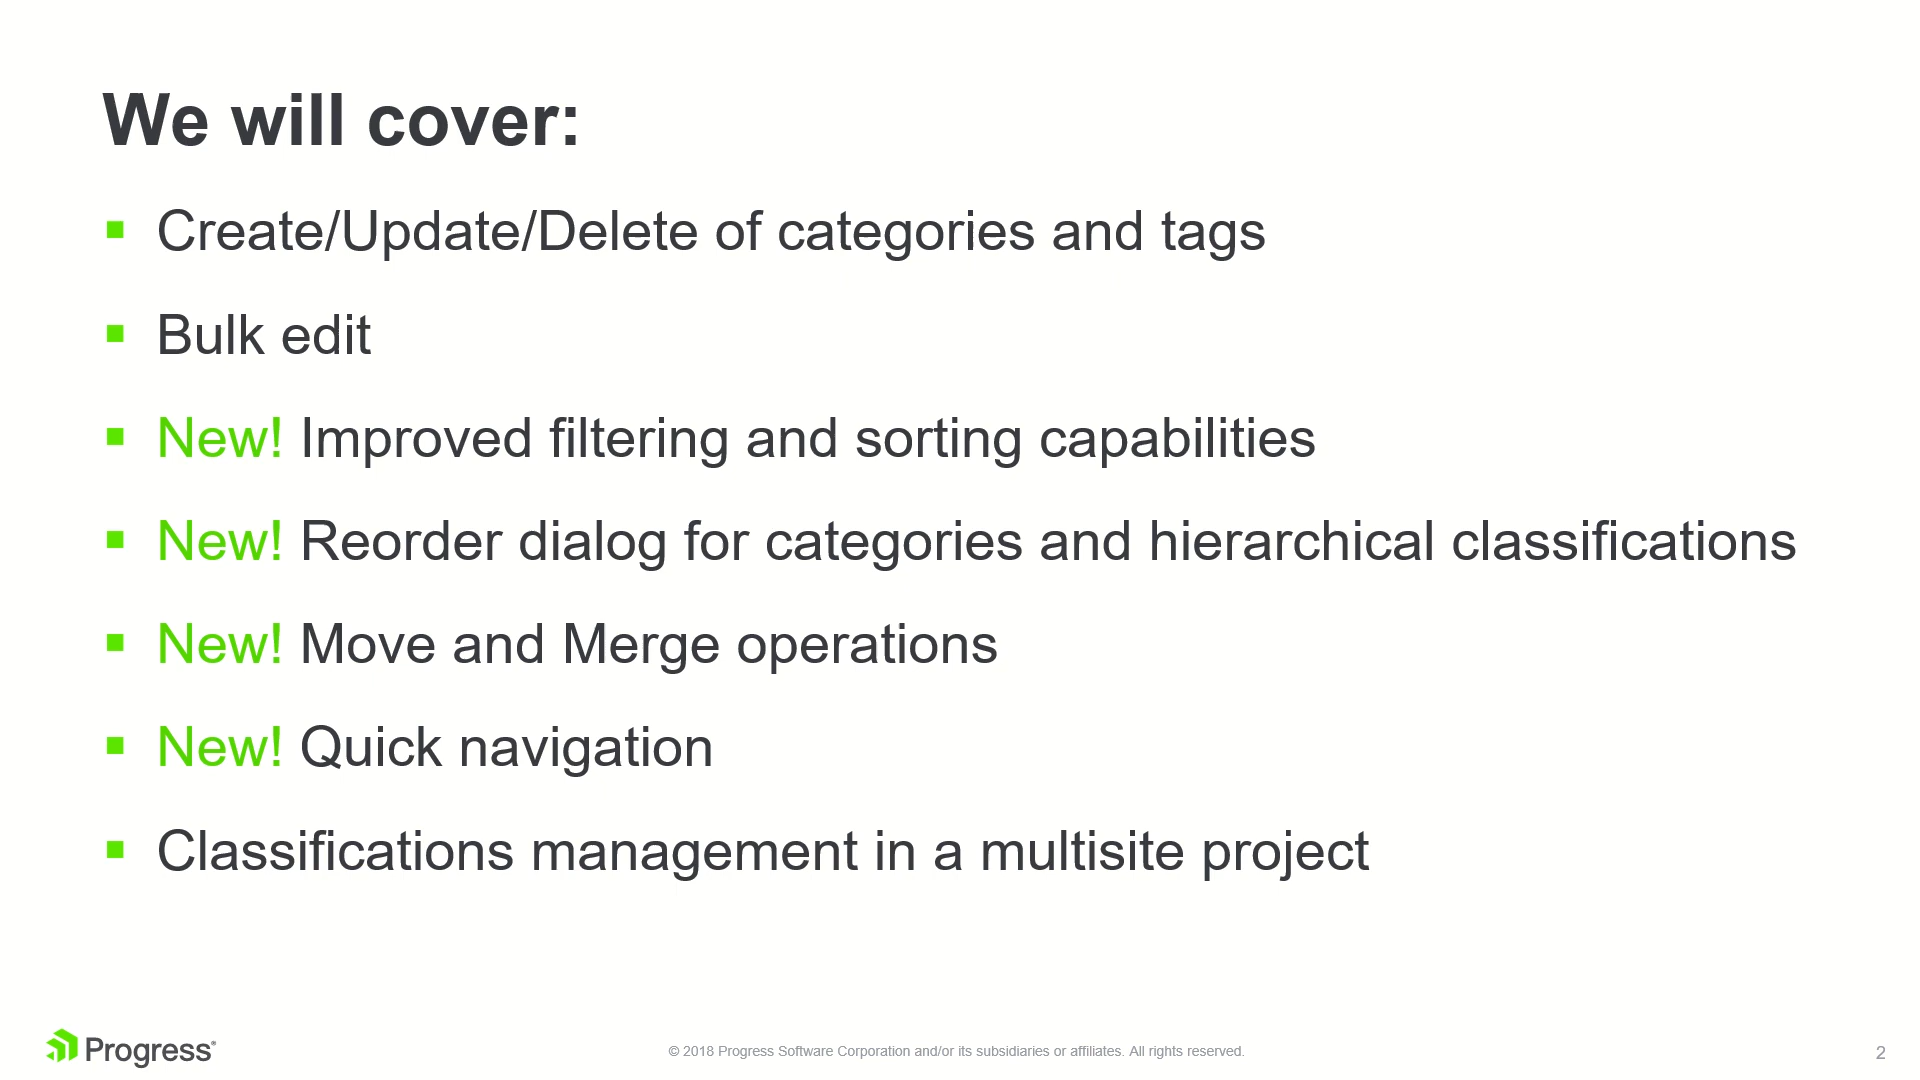 We will cover:
▪ Create/Update/Delete of categories and tags
▪ Bulk edit
▪ New! Improved filtering and sorting capabilities
▪ New! Reorder dialog for categories and hierarchical classifications
▪ New! Move and Merge operations
▪ New! Quick navigation
▪ Classifications management in a multisite project
Progress®
© 2018 Progress Software Corporation and/or its subsidiaries or affiliates. All rights reserved.
2